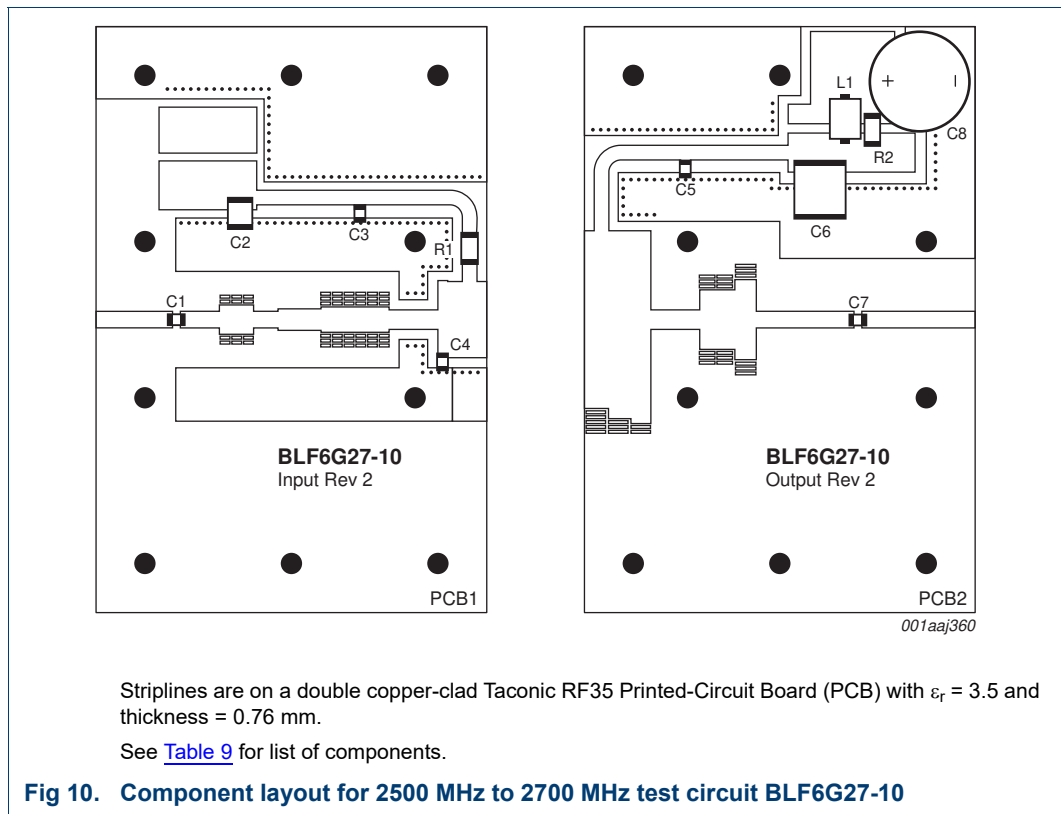 L1
+
–
C8
R2
C5
C6
C2
C3
R1
C1
C4
C7
BLF6G27-10
Input Rev 2
BLF6G27-10
Output Rev 2
PCB1
PCB2
001aaj360
Striplines are on a double copper-clad Taconic RF35 Printed-Circuit Board (PCB) with εr = 3.5 and
thickness = 0.76 mm.
See Table 9 for list of components.
Fig 10. Component layout for 2500 MHz to 2700 MHz test circuit BLF6G27-10